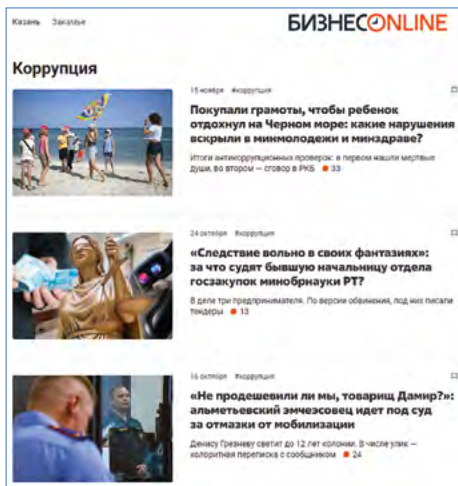 Казань Закамье
БИЗНЕС ONLINE
Коррупция
15 ноября #коррупция
Покупали грамоты, чтобы ребенок
отдохнул на Черном море: какие нарушения
вскрыли в минмолодежи и минздраве?
Итоги антикоррупционных проверок: в первом нашли мертвые
души, во втором — сговор в РКБ 33
24 октября #коррупция
«Следствие вольно в своих фантазиях»:
за что судят бывшую начальницу отдела
госзакупок минобрнауки РТ?
В деле три предпринимателя. По версии обвинения, под них писали
тендеры 13
16 октября #коррупция
«Не продешевили ли мы, товарищ Дамир?»:
альметьевский эмчеэсовец идет под суд
за отмазки от мобилизации
Денису Грезневу светит до 12 лет колонии. В числе улик —
колоритная переписка с сообщником 24